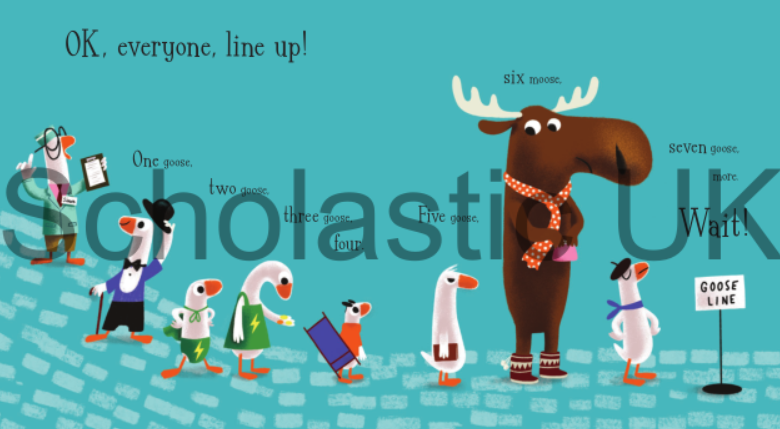 OK, everyone, line up!
One goose,
two goose,
three goose,
four.
Five goose,
six moose,
seven goose,
more.
Wait!
GOOSE
LINE
Scholastic UK